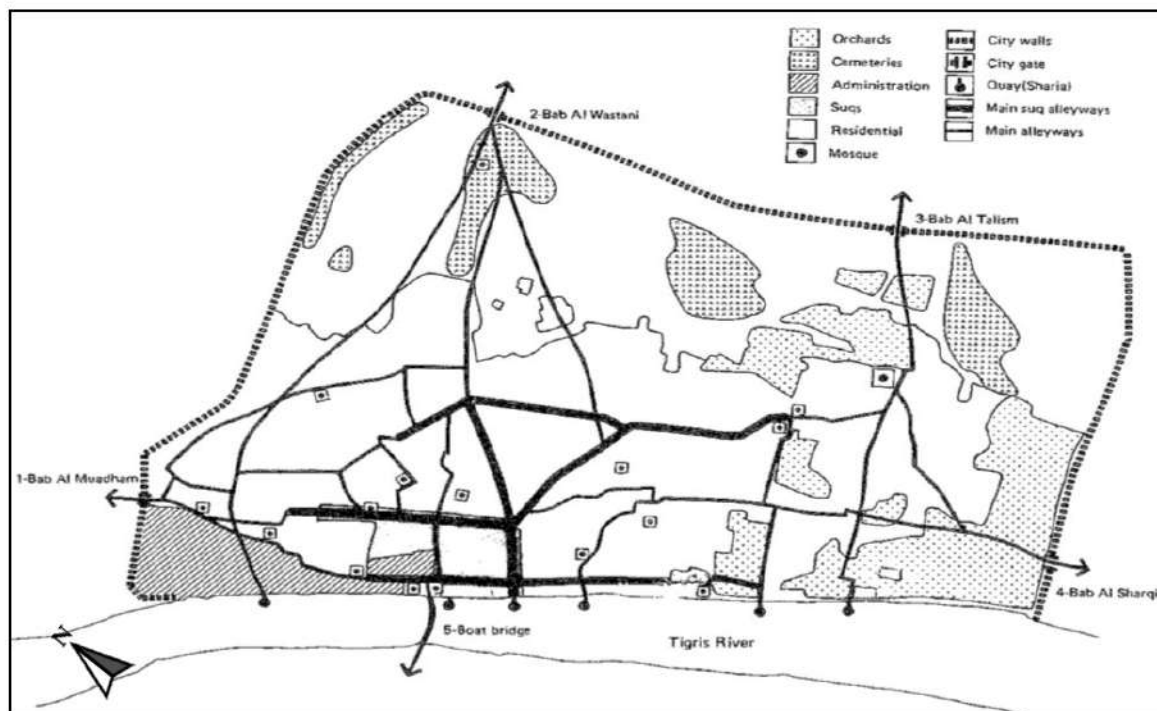 Orchards
Cemeteries
Administration
Suqs
Residential
Mosque
City walls
City gate
Quay(Sharia)
Main suq alleyways
Main alleyways
2-Bab Al Wastani
3-Bab Al Talism
1-Bab Al Muadham
4-Bab Al Sharqi
5-Boat bridge
Tigris River
N